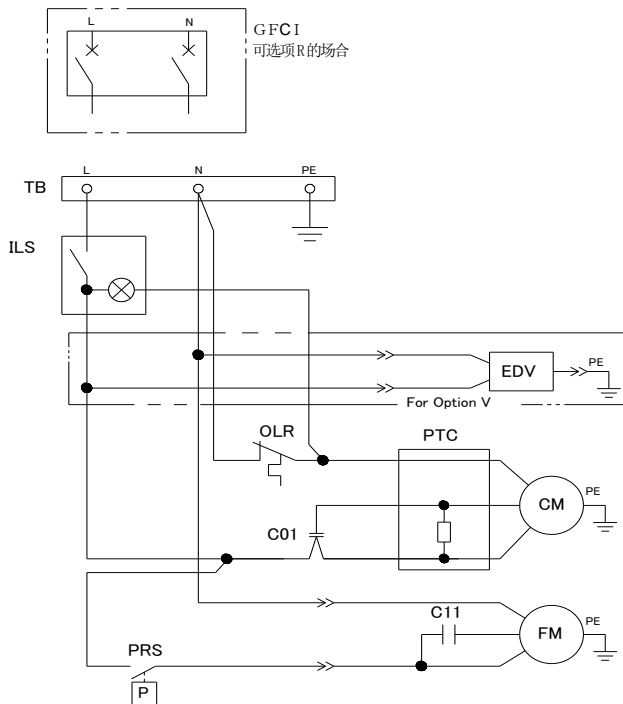 L N
GFCI
可选项R的场合
L N PE
TB
ILS
EDV PE
For Option V
OLR
PTC
CM PE
C01
C11
FM PE
PRS
P